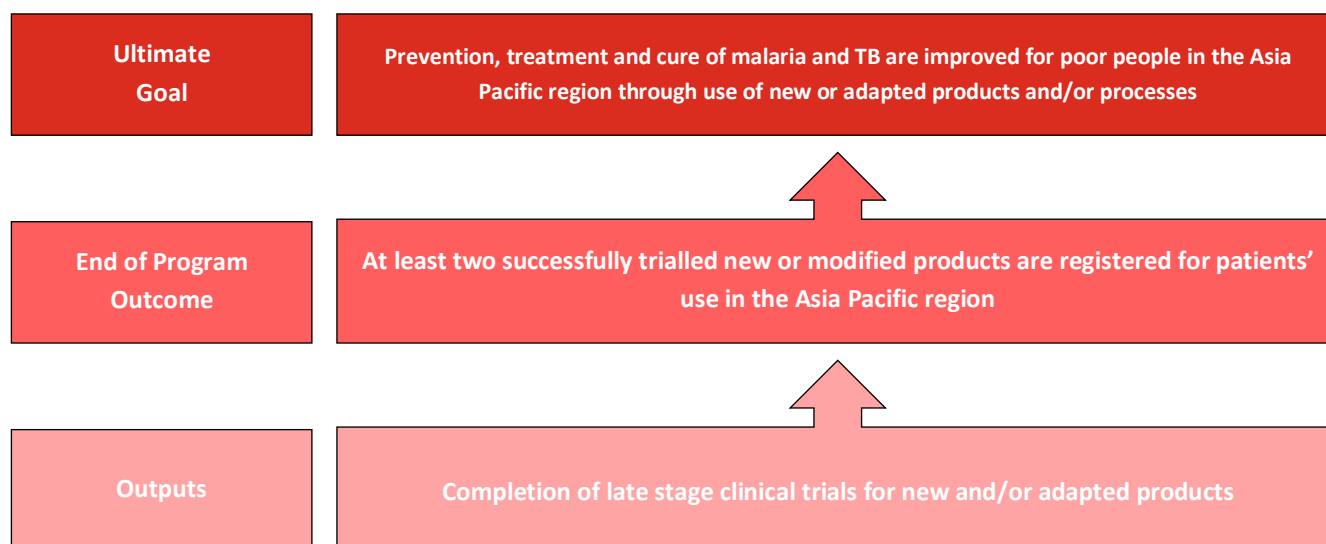 Ultimate
Goal
Prevention, treatment and cure of malaria and TB are improved for poor people in the Asia
Pacific region through use of new or adapted products and/or processes
End of Program
Outcome
At least two successfully trialled new or modified products are registered for patients’
use in the Asia Pacific region
Outputs
Completion of late stage clinical trials for new and/or adapted products